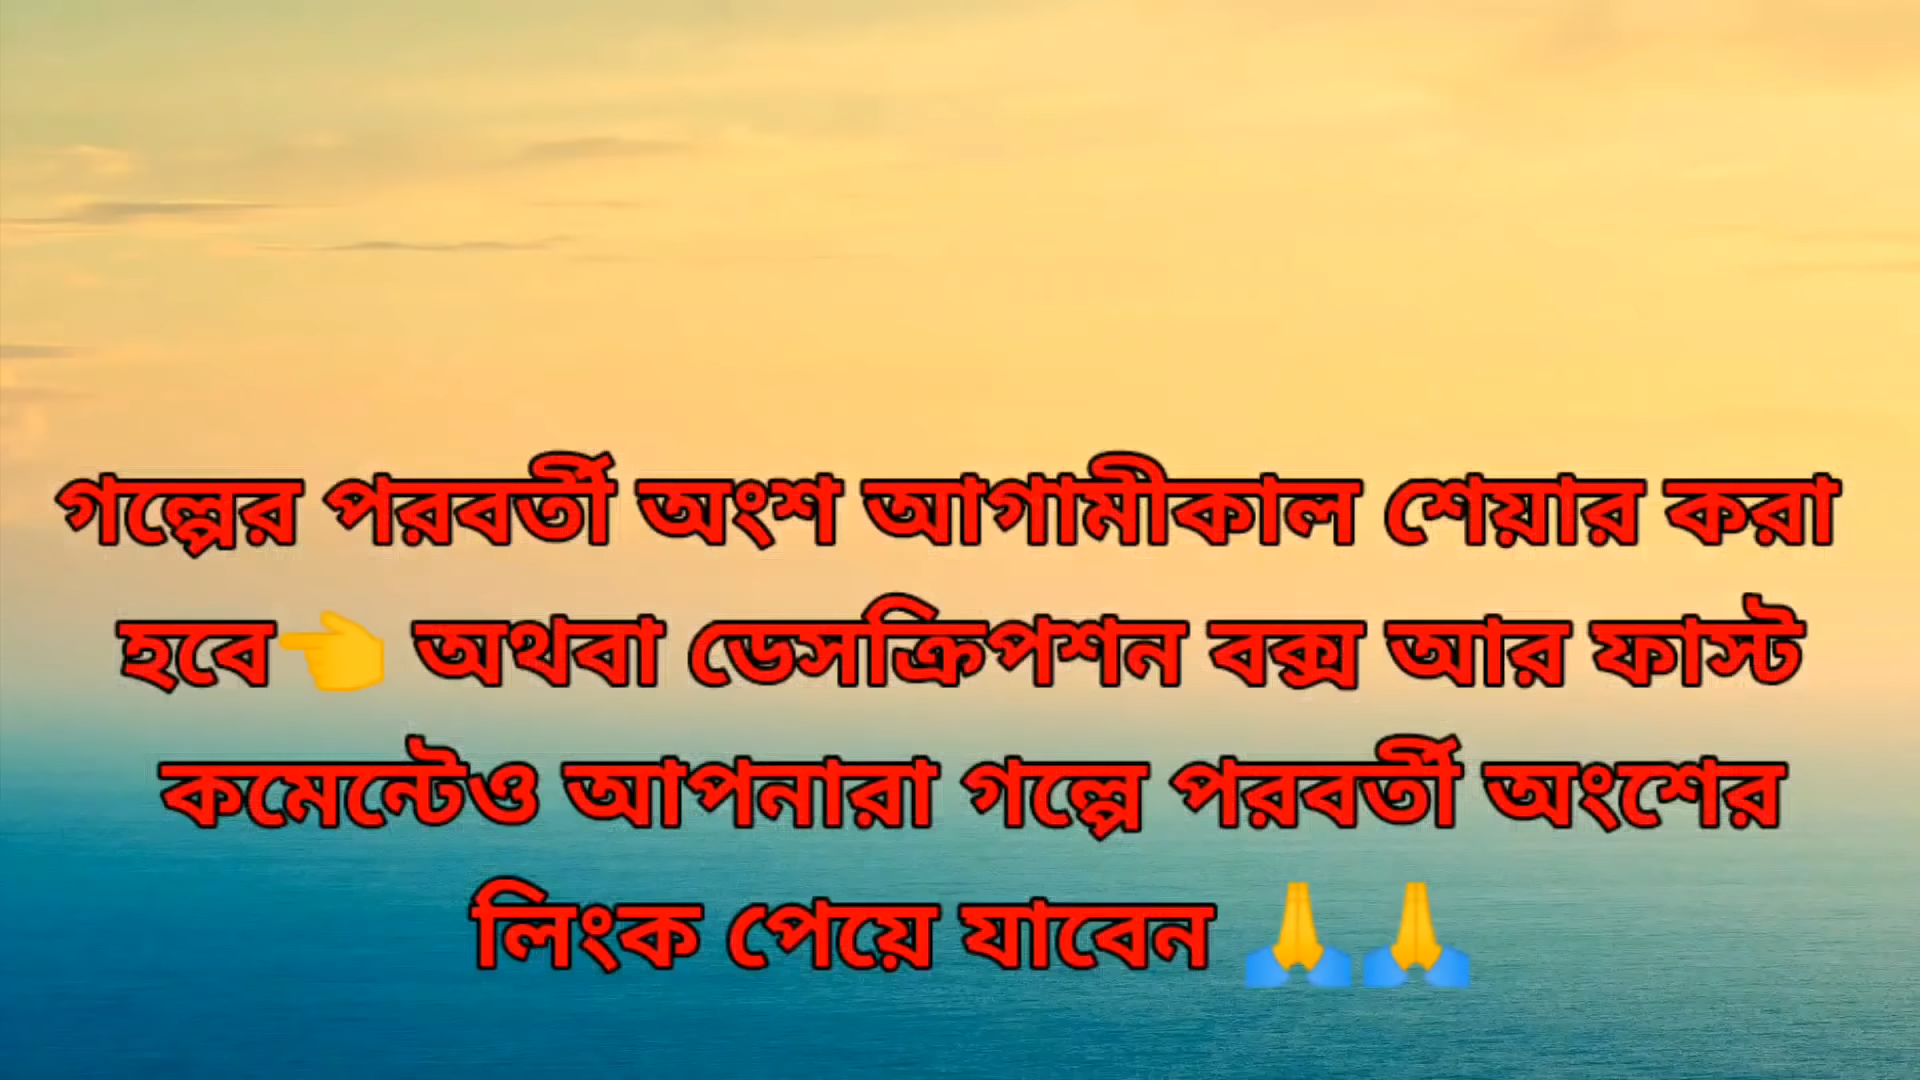 গল্পের পরবর্তী অংশ আগামীকাল শেয়ার করা
হবে👈 অথবা ডেসক্রিপশন বক্স আর ফাস্ট
কমেন্টেও আপনারা গল্পে পরবর্তী অংশের
লিংক পেয়ে যাবেন 🙏🙏